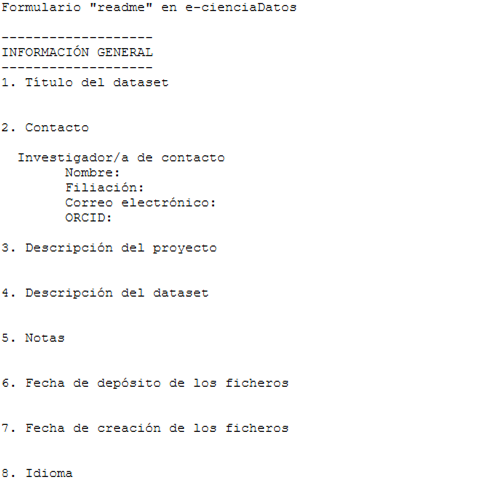 Formulario "readme" en e-cienciaDatos
-------------------
INFORMACIÓN GENERAL
-------------------
1. Título del dataset
2. Contacto
Investigador/a de contacto
Nombre:
Filiación:
Correo electrónico:
ORCID:
3. Descripción del proyecto
4. Descripción del dataset
5. Notas
6. Fecha de depósito de los ficheros
7. Fecha de creación de los ficheros
8. Idioma